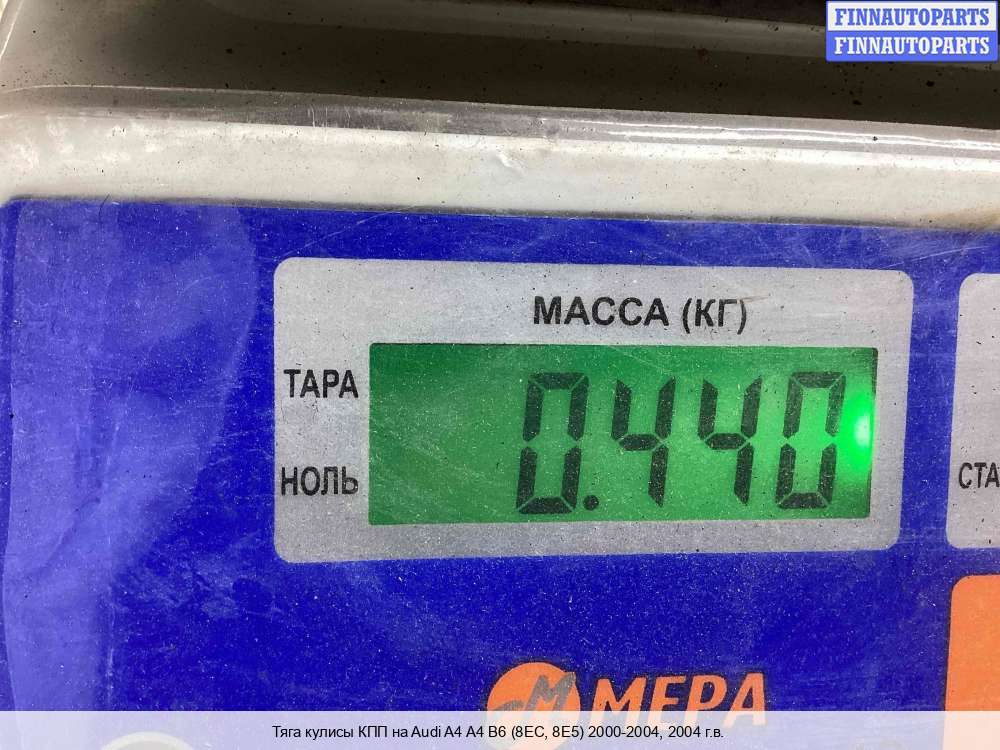 FINNAUTOPARTS
FINNAUTOPARTS
МАССА (КГ)
ТАРА
0.440
НОЛЬ
СТА
МЕРА
Тяга кулисы КПП на Audi A4 A4 B6 (8EC, 8E5) 2000-2004, 2004 г.в.